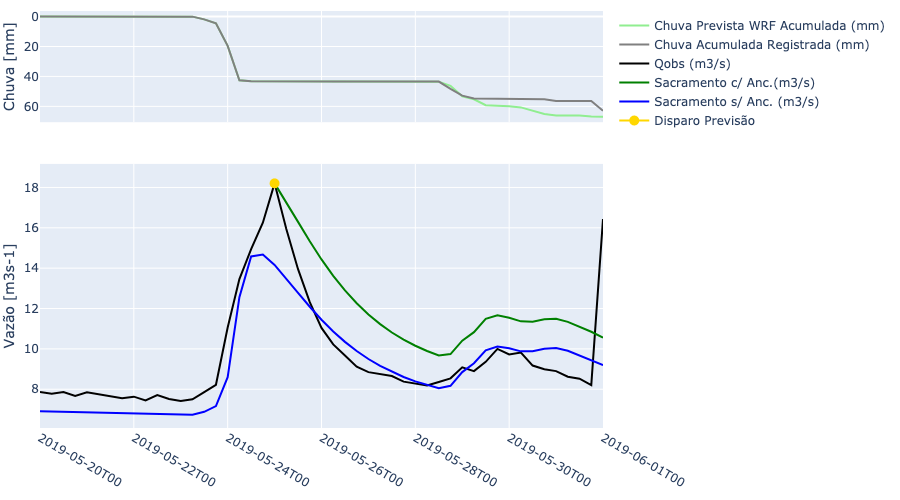 Chuva [mm]
0
20
40
60
Chuva Prevista WRF Acumulada (mm)
Chuva Acumulada Registrada (mm)
Qobs (m3/s)
Sacramento c/ Anc.(m3/s)
Sacramento s/ Anc. (m3/s)
Disparo Previsão
Vazão [m3s-1]
18
16
14
12
10
8
2019-05-20T00
2019-05-22T00
2019-05-24T00
2019-05-26T00
2019-05-28T00
2019-05-30T00
2019-06-01T00